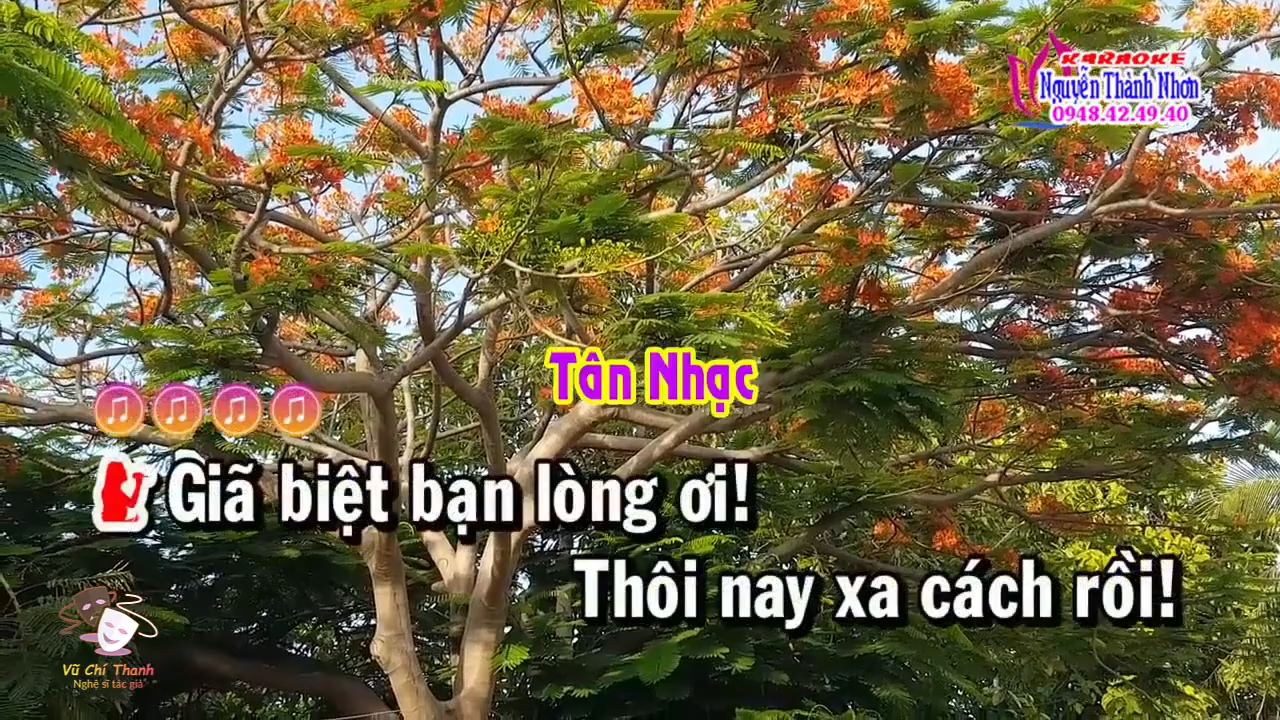 KARAOKE
Nguyễn Thành Nhơn
0948.42.49.40
Tân Nhạc
Giã biệt bạn lòng ơi!
Thôi nay xa cách rồi!
Vũ Chí Thanh
Nghệ sĩ tác giả